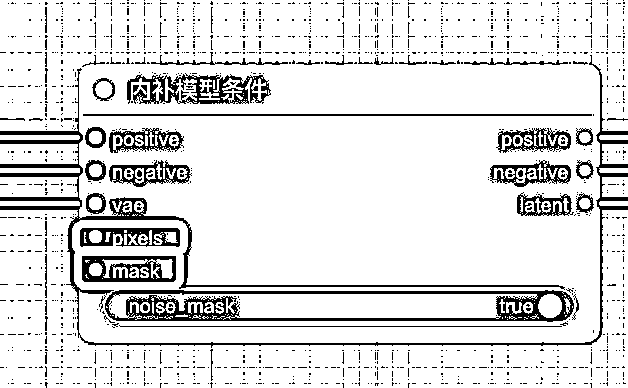 内补模型条件
positive positive
negative negative
vae latent
pixels
mask
noise_mask true